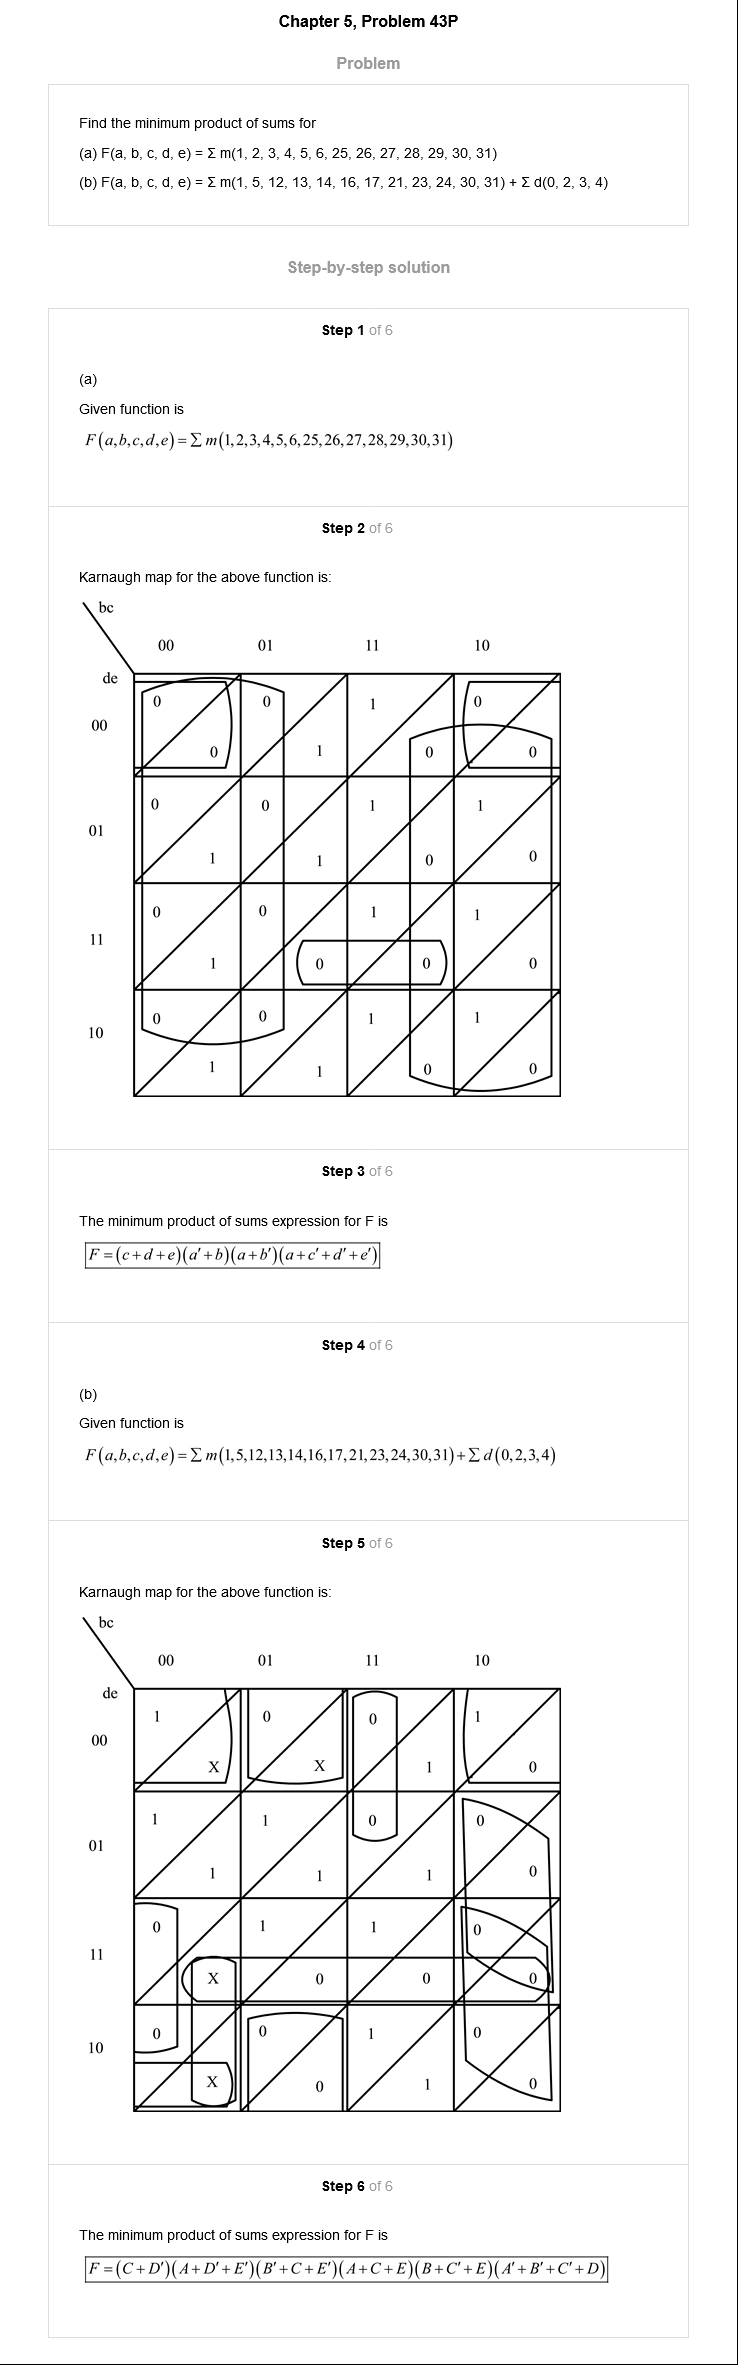 Chapter 5, Problem 43P
Problem
Find the minimum product of sums for
(a) F(a, b, c, d, e) = Σ m(1, 2, 3, 4, 5, 6, 25, 26, 27, 28, 29, 30, 31)
(b) F(a, b, c, d, e) = Σ m(1, 5, 12, 13, 14, 16, 17, 21, 23, 24, 30, 31) + Σ d(0, 2, 3, 4)
Step-by-step solution
Step 1 of 6
(a)
Given function is
F(a,b,c,d,e)=∑m(1,2,3,4,5,6,25,26,27,28,29,30,31)
Step 2 of 6
Karnaugh map for the above function is:
bc
00 01 11 10
de
0 0 1 0
00
0 1 0 0
0 0 1 1
01
1 1 0 0
0 0 1 1
11
1 0 0 0
0 0 1 1
10
1 1 0 0
Step 3 of 6
The minimum product of sums expression for F is
F=(c+d+e)(a′+b)(a+b′)(a+c′+d′+e′)
Step 4 of 6
(b)
Given function is
F(a,b,c,d,e)=∑m(1,5,12,13,14,16,17,21,23,24,30,31)+∑d(0,2,3,4)
Step 5 of 6
Karnaugh map for the above function is:
bc
00 01 11 10
de
1 0 0 1
00
X X 1 0
1 1 0 0
01
1 1 1 0
0 1 1 0
11
X 0 0 0
0 0 1 0
10
X 0 1 0
Step 6 of 6
The minimum product of sums expression for F is
F=(C+D′)(A+D′+E′)(B′+C+E′)(A+C+E)(B+C′+E)(A′+B′+C′+D)